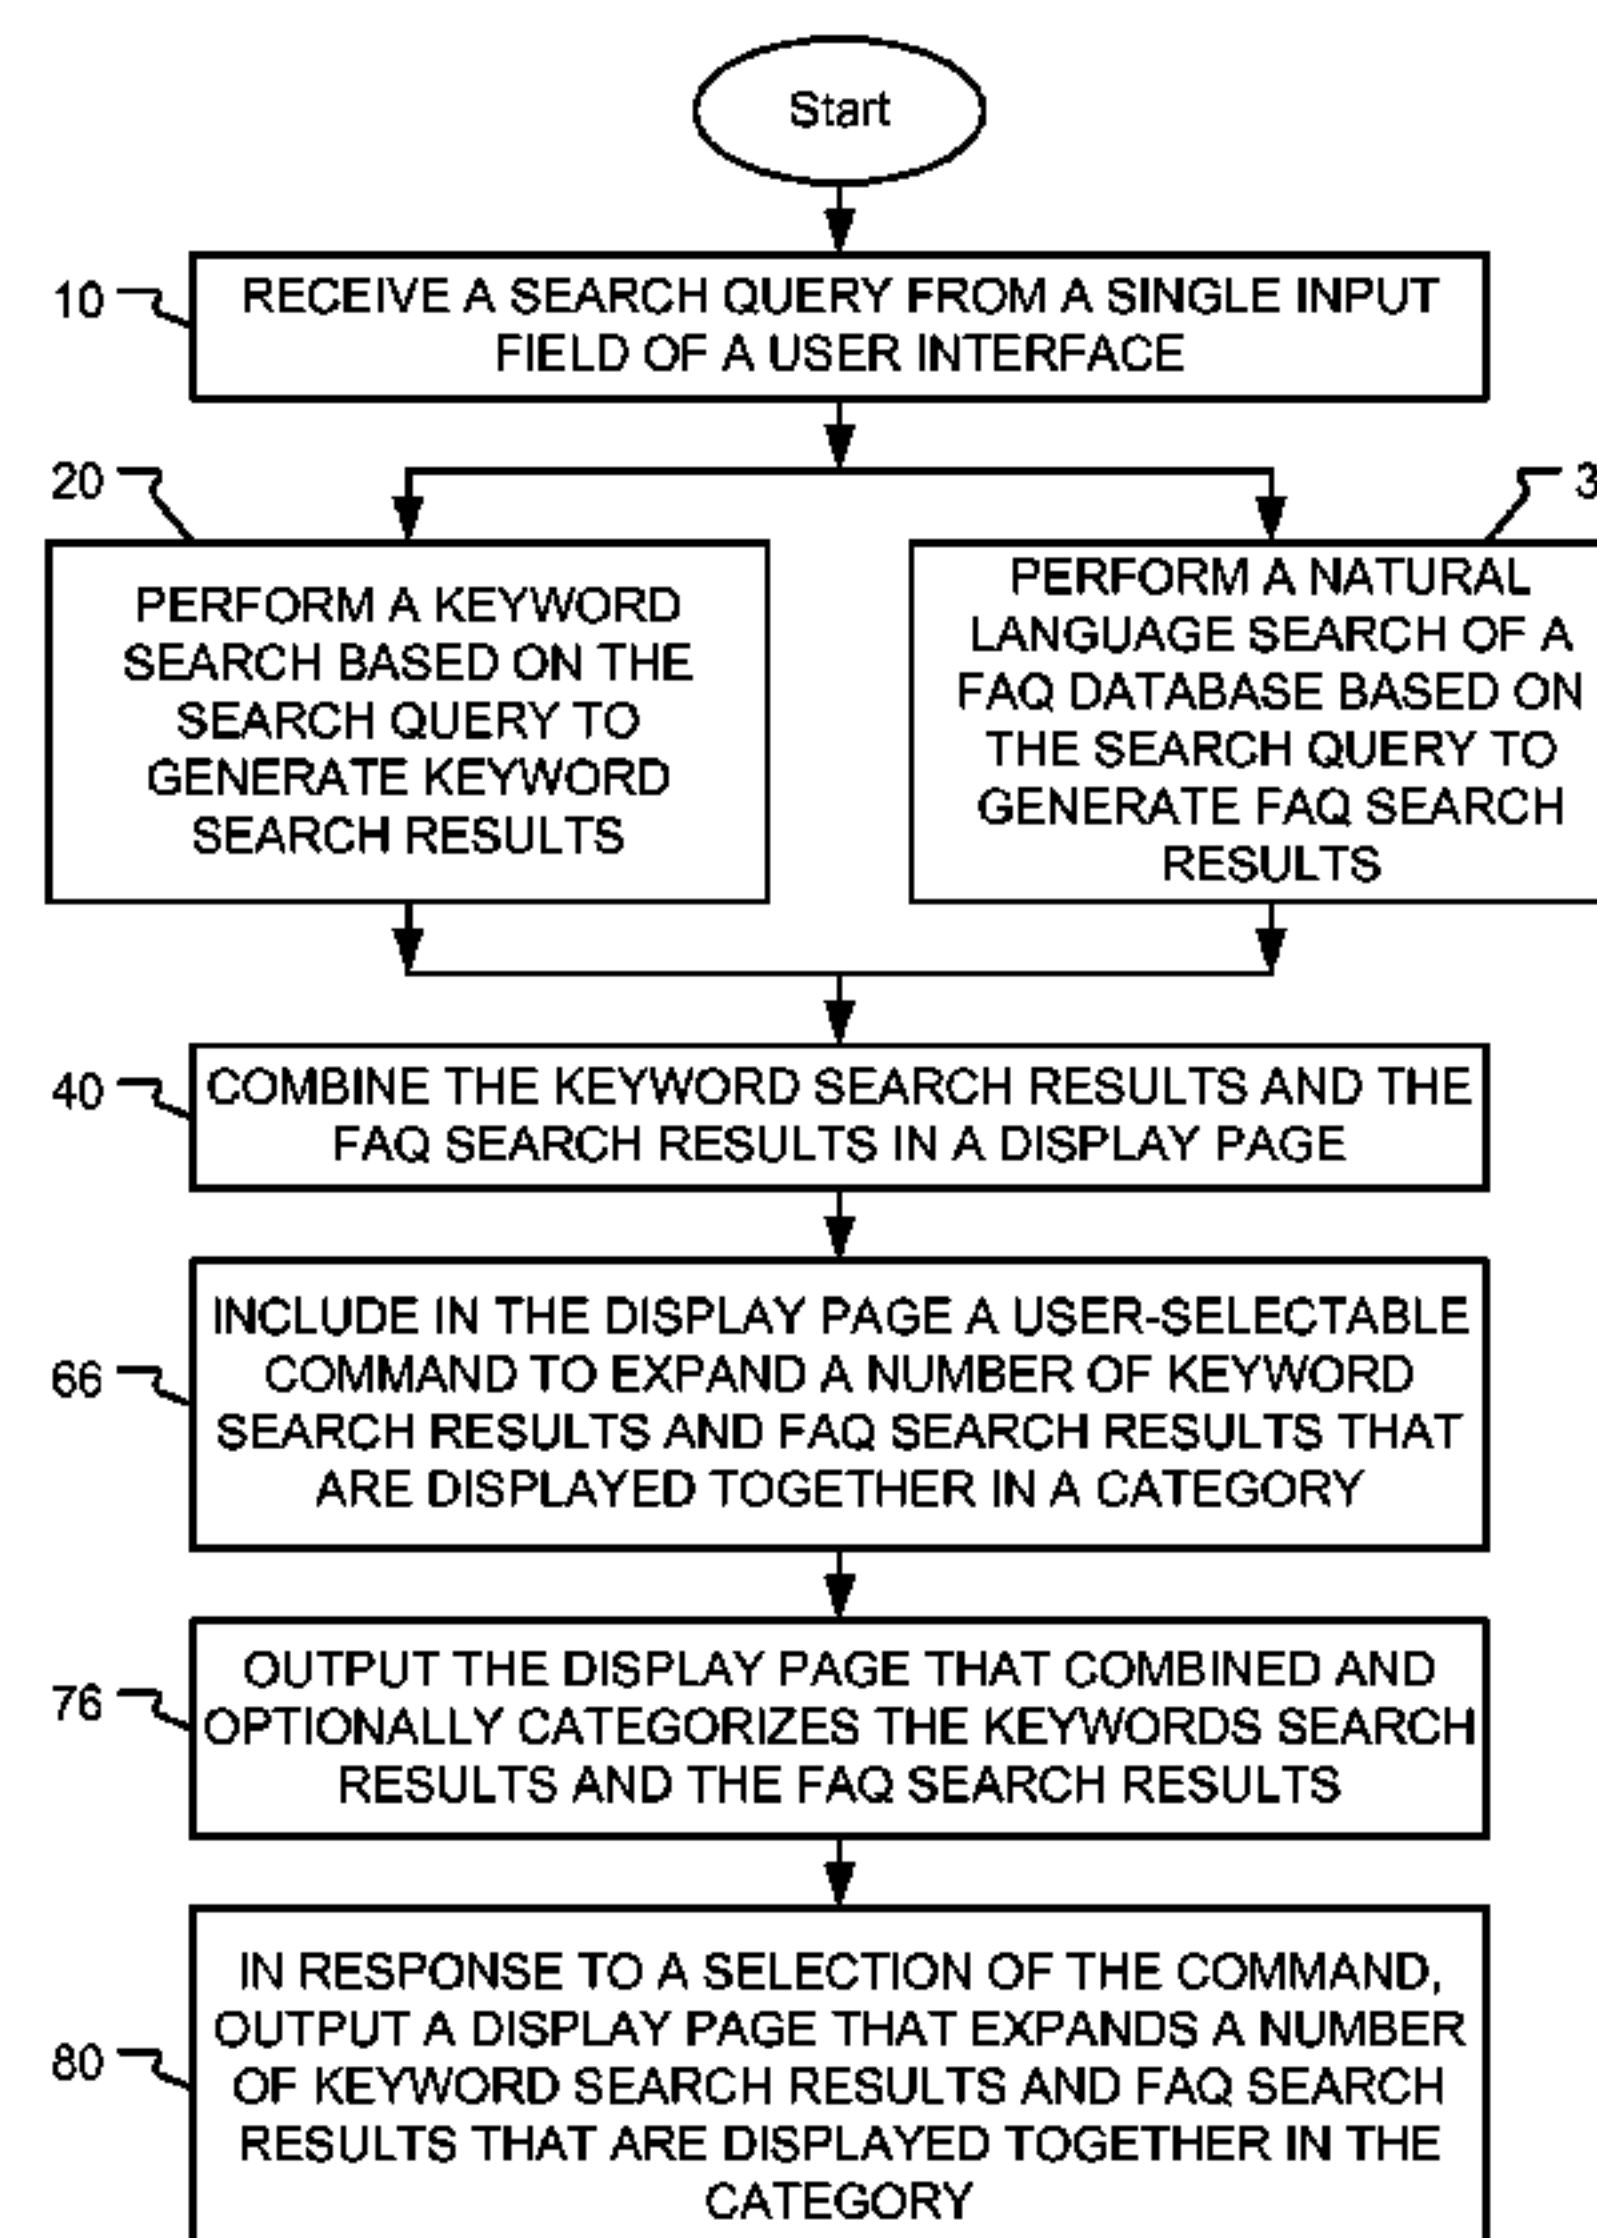 Start
10
RECEIVE A SEARCH QUERY FROM A SINGLE INPUT
FIELD OF A USER INTERFACE
20
PERFORM A KEYWORD
SEARCH BASED ON THE
SEARCH QUERY TO
GENERATE KEYWORD
SEARCH RESULTS
PERFORM A NATURAL
LANGUAGE SEARCH OF A
FAQ DATABASE BASED ON
THE SEARCH QUERY TO
GENERATE FAQ SEARCH
RESULTS
40
COMBINE THE KEYWORD SEARCH RESULTS AND THE
FAQ SEARCH RESULTS IN A DISPLAY PAGE
66
INCLUDE IN THE DISPLAY PAGE A USER-SELECTABLE
COMMAND TO EXPAND A NUMBER OF KEYWORD
SEARCH RESULTS AND FAQ SEARCH RESULTS THAT
ARE DISPLAYED TOGETHER IN A CATEGORY
76
OUTPUT THE DISPLAY PAGE THAT COMBINED AND
OPTIONALLY CATEGORIZES THE KEYWORDS SEARCH
RESULTS AND THE FAQ SEARCH RESULTS
80
IN RESPONSE TO A SELECTION OF THE COMMAND,
OUTPUT A DISPLAY PAGE THAT EXPANDS A NUMBER
OF KEYWORD SEARCH RESULTS AND FAQ SEARCH
RESULTS THAT ARE DISPLAYED TOGETHER IN THE
CATEGORY